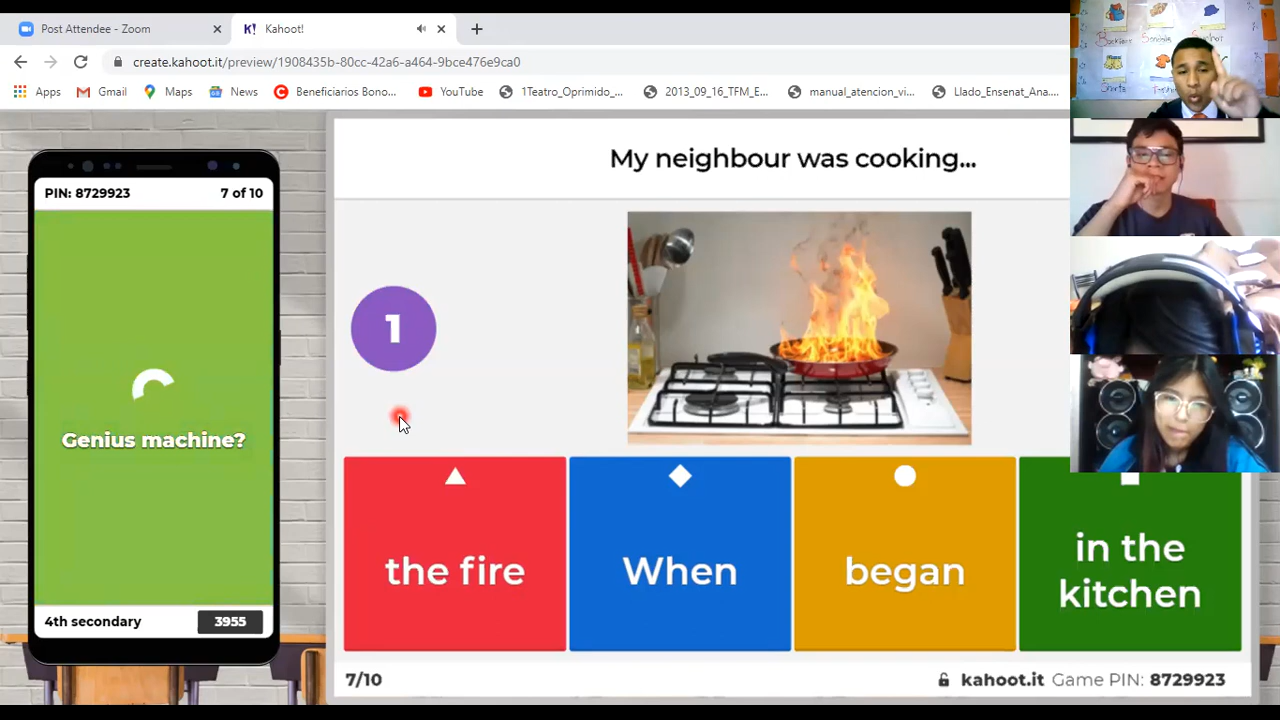 Post Attendee - Zoom
Kahoot!
create.kahoot.it/preview/1908435b-80cc-42a6-
-9b
e476e9ca0
Apps
Gmail
Maps
News
Beneficiarios Bono...
YouTube
1Teatro_Oprimido_...
2013_09_16_TFM_E...
manual_atencion_vi...
Llado_Ensenat_Ana....
PIN: 8729923
7 of 10
Genius machine?
4th secondary
3955
My neighbour was cooking...
1
the fire
When
began
in the
kitchen
7/10
kahoot.it Game PIN: 8729923